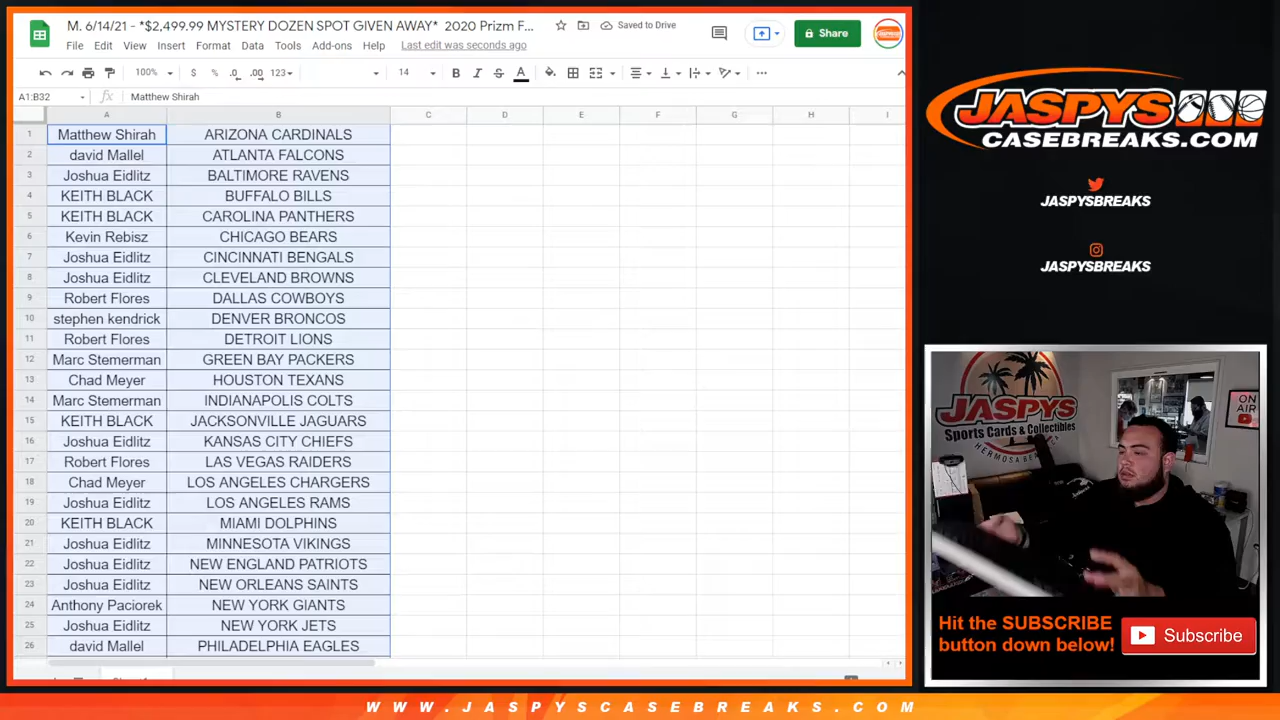 M. 6/14/21 - *$2,499.99 MYSTERY DOZEN SPOT GIVEN AWAY* 2020 Prizm F...
Saved to Drive
Share
File Edit View Insert Format Data Tools Add-ons Help Last edit was seconds ago
100% $ % .0 .00 123 14 B I S A
A1:B32 fx Matthew Shirah
A B C D E F G H I
1 Matthew Shirah ARIZONA CARDINALS
2 david Mallel ATLANTA FALCONS
3 Joshua Eidlitz BALTIMORE RAVENS
4 KEITH BLACK BUFFALO BILLS
5 KEITH BLACK CAROLINA PANTHERS
6 Kevin Rebisz CHICAGO BEARS
7 Joshua Eidlitz CINCINNATI BENGALS
8 Joshua Eidlitz CLEVELAND BROWNS
9 Robert Flores DALLAS COWBOYS
10 stephen kendrick DENVER BRONCOS
11 Robert Flores DETROIT LIONS
12 Marc Stemerman GREEN BAY PACKERS
13 Chad Meyer HOUSTON TEXANS
14 Marc Stemerman INDIANAPOLIS COLTS
15 KEITH BLACK JACKSONVILLE JAGUARS
16 Joshua Eidlitz KANSAS CITY CHIEFS
17 Robert Flores LAS VEGAS RAIDERS
18 Chad Meyer LOS ANGELES CHARGERS
19 Joshua Eidlitz LOS ANGELES RAMS
20 KEITH BLACK MIAMI DOLPHINS
21 Joshua Eidlitz MINNESOTA VIKINGS
22 Joshua Eidlitz NEW ENGLAND PATRIOTS
23 Joshua Eidlitz NEW ORLEANS SAINTS
24 Anthony Paciorek NEW YORK GIANTS
25 Joshua Eidlitz NEW YORK JETS
26 david Mallel PHILADELPHIA EAGLES
JASPYS
CASEBREAKS.COM
JASPYSBREAKS
JASPYSBREAKS
JASPYS
Sports Cards & Collectibles
HERMOSA
ON
AIR
Hit the SUBSCRIBE
button down below!
Subscribe
WWW.JASPYSCASEBREAKS.COM